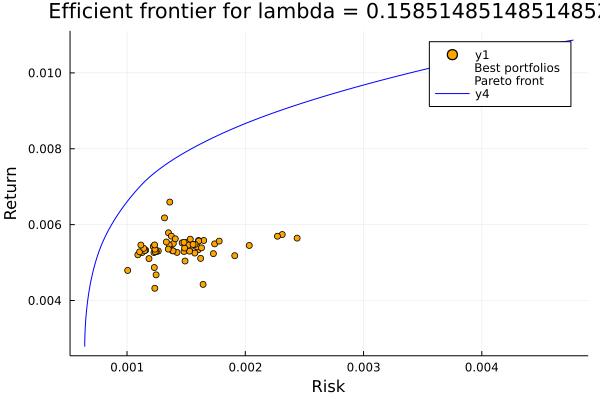 Efficient frontier for lambda = 0.15851485148514852
y1
Best portfolios
Pareto front
y4
0.010
0.008
0.006
0.004
Return
0.001
0.002
0.003
0.004
Risk